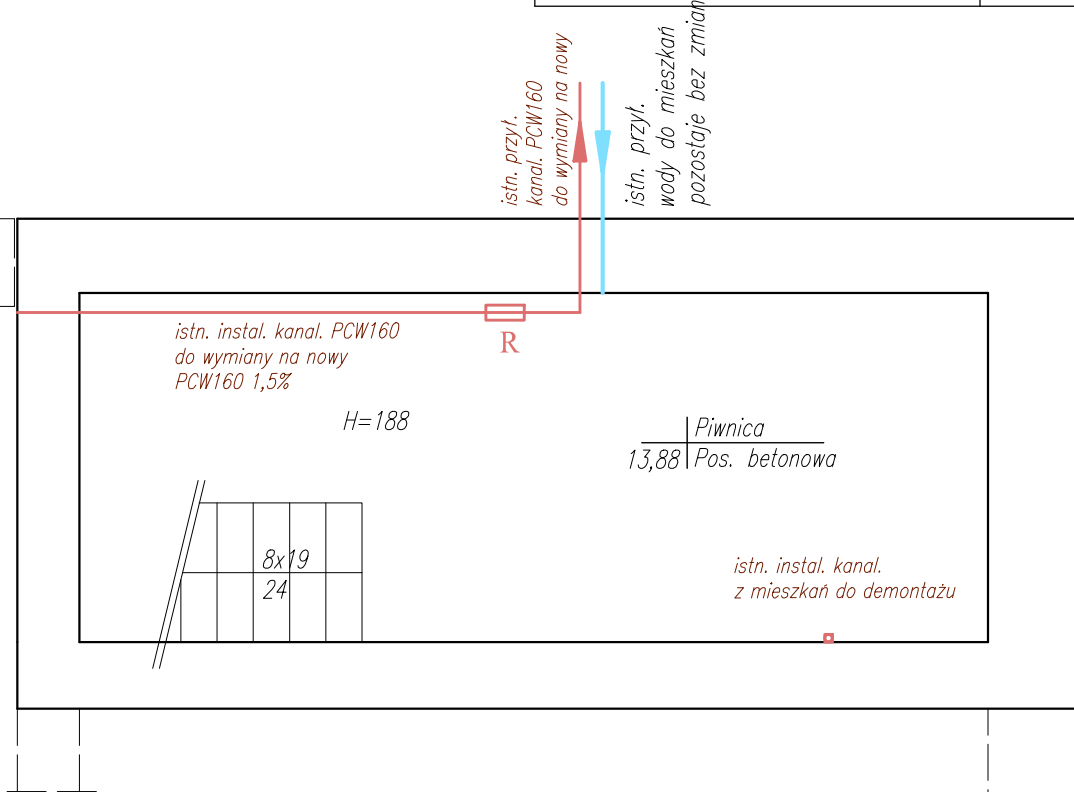 istn. przył.
kanal. PCW160
do wymiany na nowy
istn. przył.
wody do mieszkań
pozostaje bez zmian
R
istn. instal. kanal. PCW160
do wymiany na nowy
PCW160 1,5%
H=188
Piwnica
13,88 Pos. betonowa
8x19
24
istn. instal. kanal.
z mieszkań do demontażu